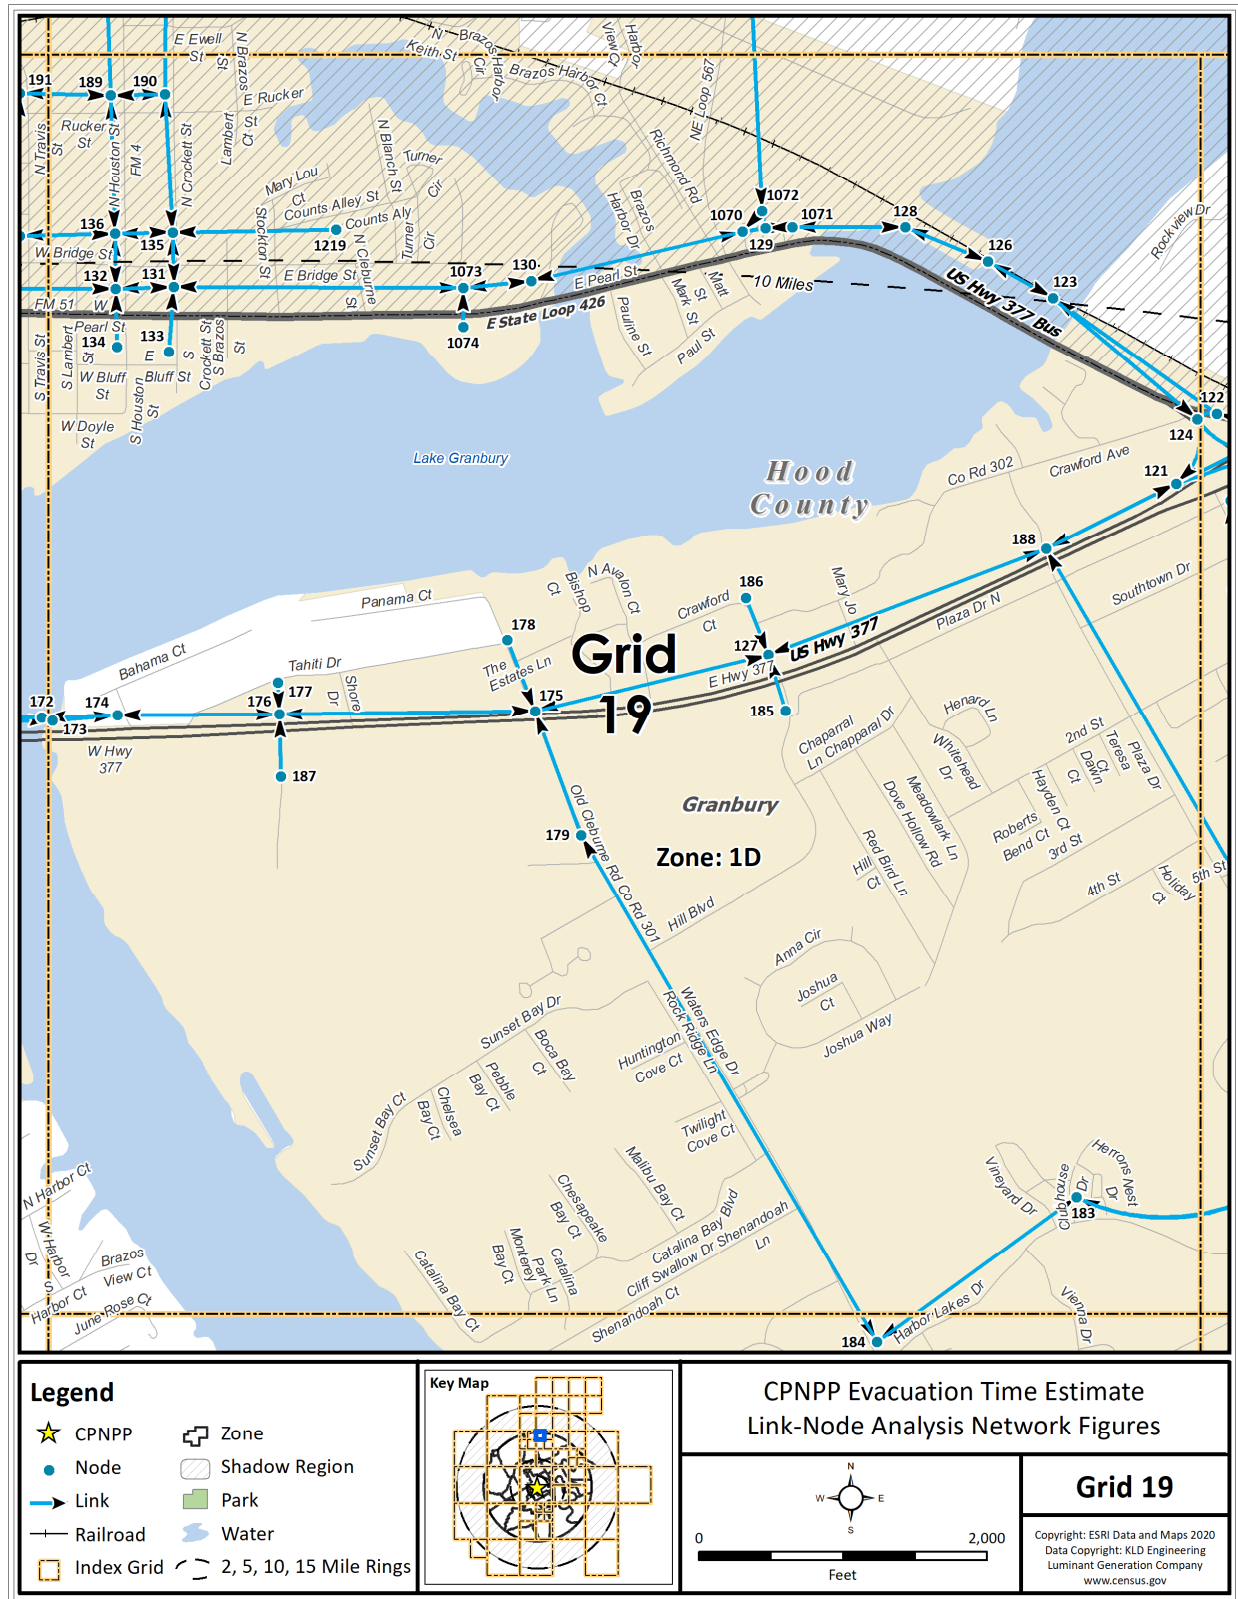 E Ewell
St
N Brazos
St
N
Keith St
Brazos
Cir
Harbor
Brazos Harbor Ct
View Ct
Harbor
NE Loop 567
191
189
190
E Rucker
St
Rucker
St
N Travis
St
N Houston St
FM 4
N Crockett St
Lambert
Ct
N Blanch St
Turner
Cir
Richmond Rd
Mary Lou
Ct
Counts Alley St
Counts Aly
Turner
Cir
Stockton St
N Cleburne
St
Brazos
Harbor Dr
1072
1070
1071
129
128
126
123
Rockview Dr
136
135
1219
W Bridge St
132
131
E Bridge St
1073
130
E Pearl St
10 Miles
US Hwy 377 Bus
FM 51
W
Pearl St
134
133
E
Bluff St
E State Loop 426
1074
Matt
St
Mark St
Pauline St
Paul St
S Travis St
S Lambert
St
W Bluff
St
S
Crockett St
S Brazos
St
S Houston
St
W Doyle
St
122
124
121
Lake Granbury
Hood
County
Co Rd 302
Crawford Ave
188
Southtown Dr
Bishop
Ct
N Avalon Ct
186
Crawford
Ct
Mary Jo
Plaza Dr N
Panama Ct
178
127
US Hwy 377
E Hwy 377
Bahama Ct
Tahiti Dr
The
Estates Ln
Grid
19
172
174
173
176
177
Shore
Dr
175
185
W Hwy
377
187
Chaparral
Ln
Chapparal Dr
Henard Ln
Whitehead
Dr
2nd St
Teresa
Ct
Dawn
Ct
Plaza Dr
Old Cleburne Rd
Co Rd 301
179
Granbury
Zone: 1D
Meadowlark Ln
Dove Hollow Rd
Red Bird Ln
Hill
Ct
Hayden Ct
Roberts
Bend Ct
3rd St
4th St
Holiday
Ct
5th St
Hill Blvd
Anna Cir
Joshua
Ct
Joshua Way
Waters Edge Dr
Rock Ridge Ln
Sunset Bay Dr
Boca Bay
Ct
Pebble
Bay Ct
Chelsea
Bay Ct
Sunset Bay Ct
Huntington
Cove Ct
Twilight
Cove Ct
Malibu Bay Ct
Chesapeake
Bay Ct
Catalina Bay Blvd
Cliff Swallow Dr
Shenandoah
Ln
Monterey
Bay Ct
Catalina
Park Ln
Catalina Bay Ct
Shenandoah Ct
Vineyard Dr
Clubhouse
Dr
Herrons Nest
Dr
183
Vienna Dr
Harbor Lakes Dr
184
N Harbor Ct
W Harbor
Dr
S
Harbor Ct
Brazos
View Ct
June Rose Ct
Legend
CPNPP
Zone
Node
Shadow Region
Link
Park
Railroad
Water
Index Grid
2, 5, 10, 15 Mile Rings
Key Map
CPNPP Evacuation Time Estimate
Link-Node Analysis Network Figures
N
W
E
S
0
2,000
Feet
Grid 19
Copyright: ESRI Data and Maps 2020
Data Copyright: KLD Engineering
Luminant Generation Company
www.census.gov